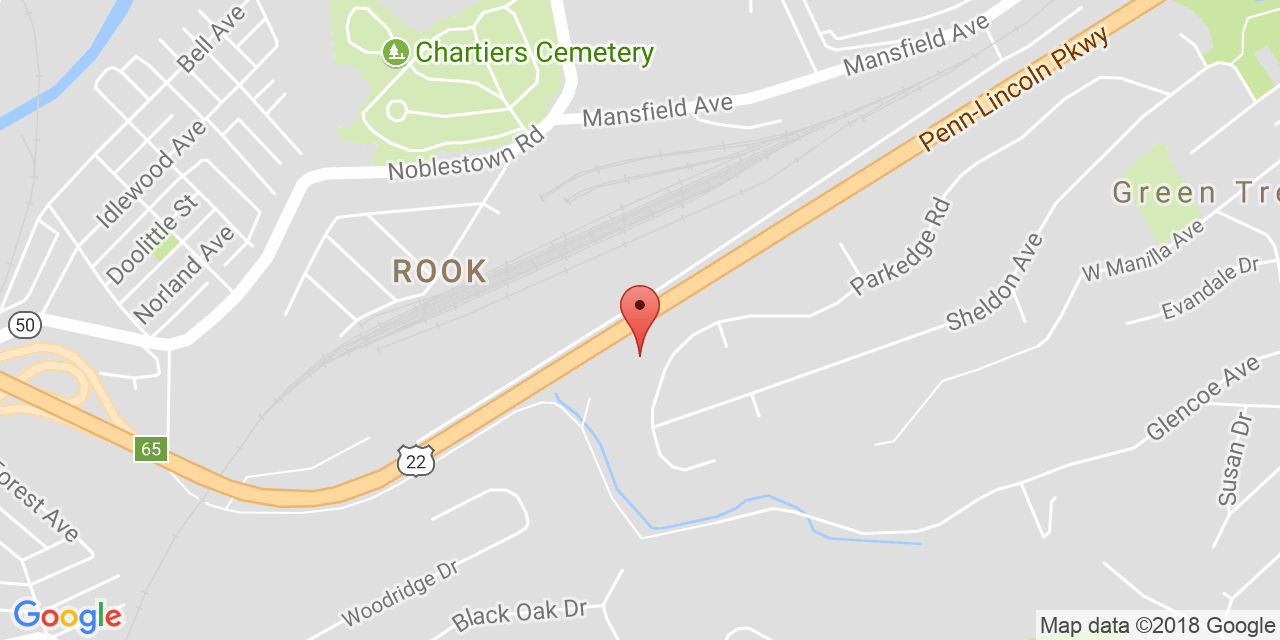 Bell Ave
Chartiers Cemetery
Mansfield Ave
Mansfield Ave
Penn-Lincoln Pkwy
Noblestown Rd
Idlewood Ave
Doolittle St
Norland Ave
ROOK
Green Tre
Parkedge Rd
Sheldon Ave
W Manilla Ave
Evandale Dr
50
65
22
Glencoe Ave
Susan Dr
Forest Ave
Woodridge Dr
Black Oak Dr
Google
Map data ©2018 Google